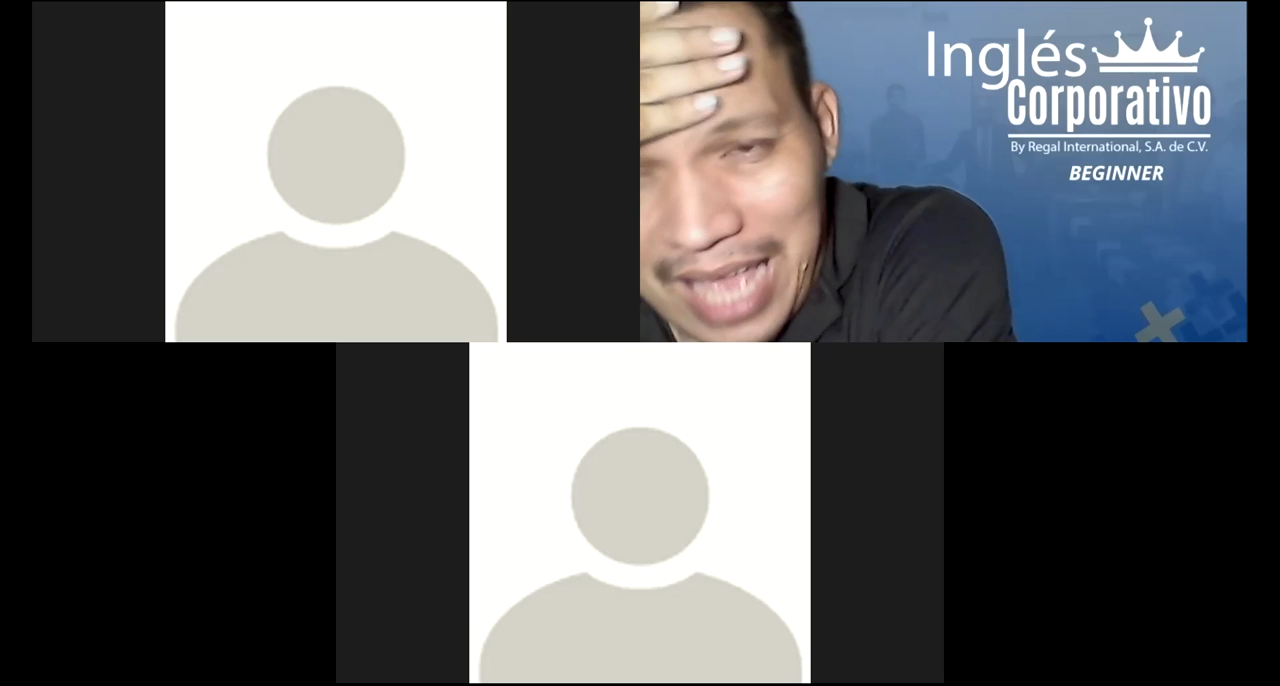 Inglés
Corporativo
By Regal International, S.A. de C.V.
BEGINNER